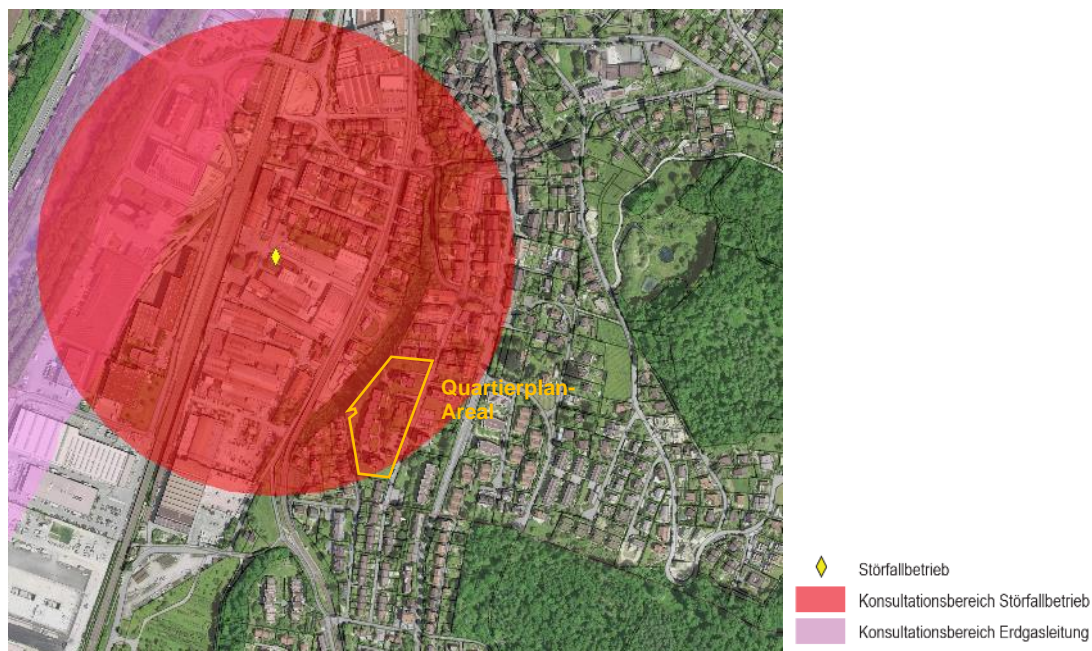 Quartierplan-
Areal
Störfallbetrieb
Konsultationsbereich Störfallbetrieb
Konsultationsbereich Erdgasleitung